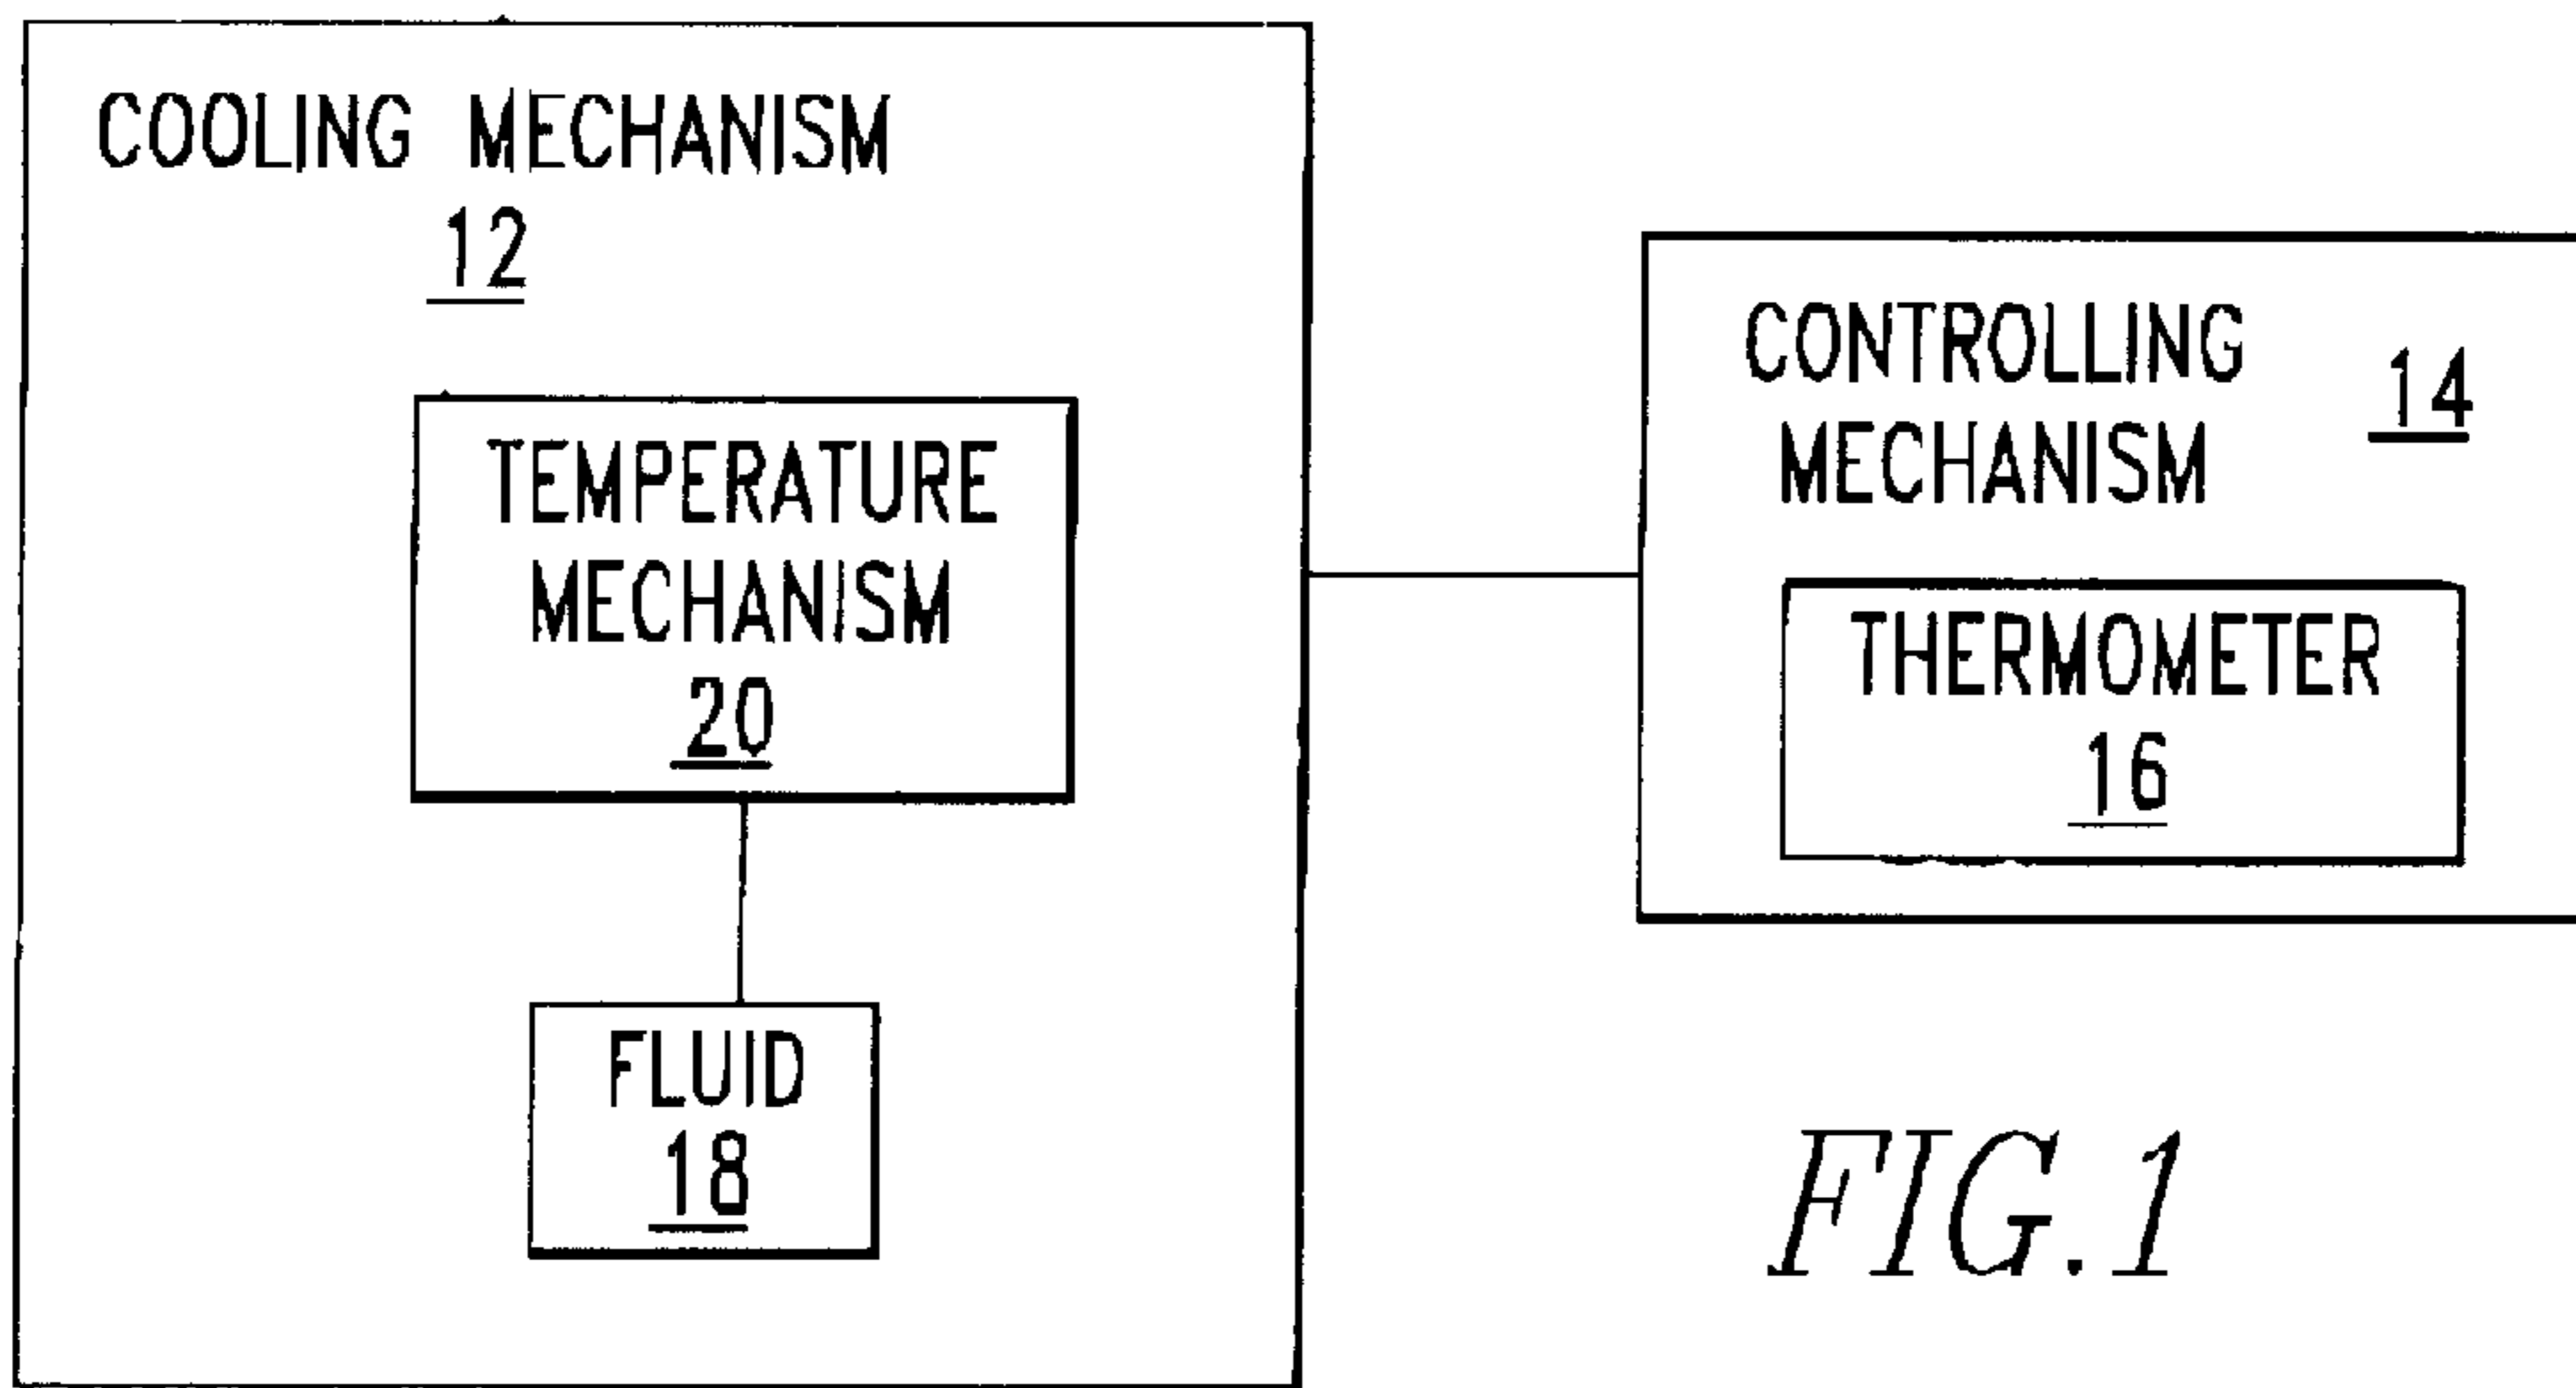 COOLING MECHANISM
12
TEMPERATURE
MECHANISM
20
FLUID
18
CONTROLLING
MECHANISM
14
THERMOMETER
16
FIG.1